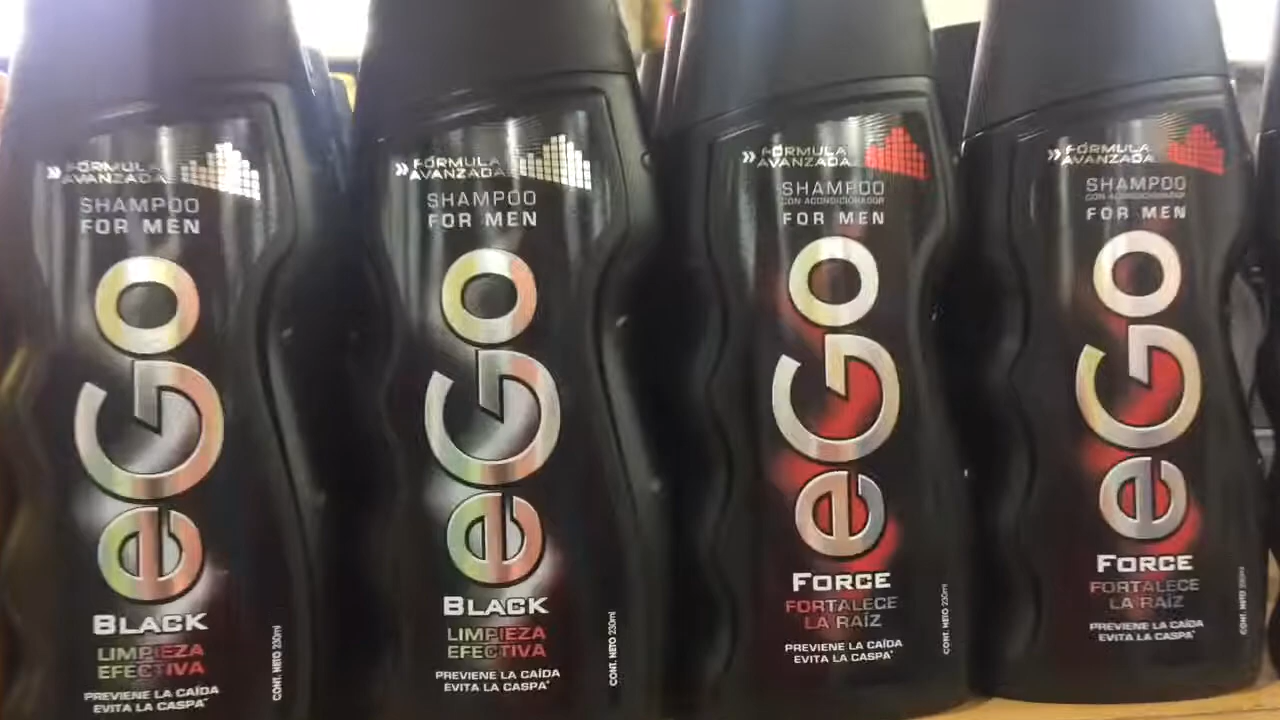 » FÓRMULA
AVANZADA
SHAMPOO
FOR MEN
eGo
BLACK
LIMPIEZA
EFECTIVA
PREVIENE LA CAÍDA
EVITA LA CASPA*
CONT. NETO 230ml
» FÓRMULA
AVANZADA
SHAMPOO
FOR MEN
eGo
BLACK
LIMPIEZA
EFECTIVA
PREVIENE LA CAÍDA
EVITA LA CASPA*
CONT. NETO 230ml
» FÓRMULA
AVANZADA
SHAMPOO
CON ACONDICIONADOR
FOR MEN
eGo
FORCE
FORTALECE
LA RAÍZ
PREVIENE LA CAÍDA
EVITA LA CASPA*
CONT. NETO 230ml
» FÓRMULA
AVANZADA
SHAMPOO
CON ACONDICIONADOR
FOR MEN
eGo
FORCE
FORTALECE
LA RAÍZ
PREVIENE LA CAÍDA
EVITA LA CASPA*
CONT. NETO 230ml